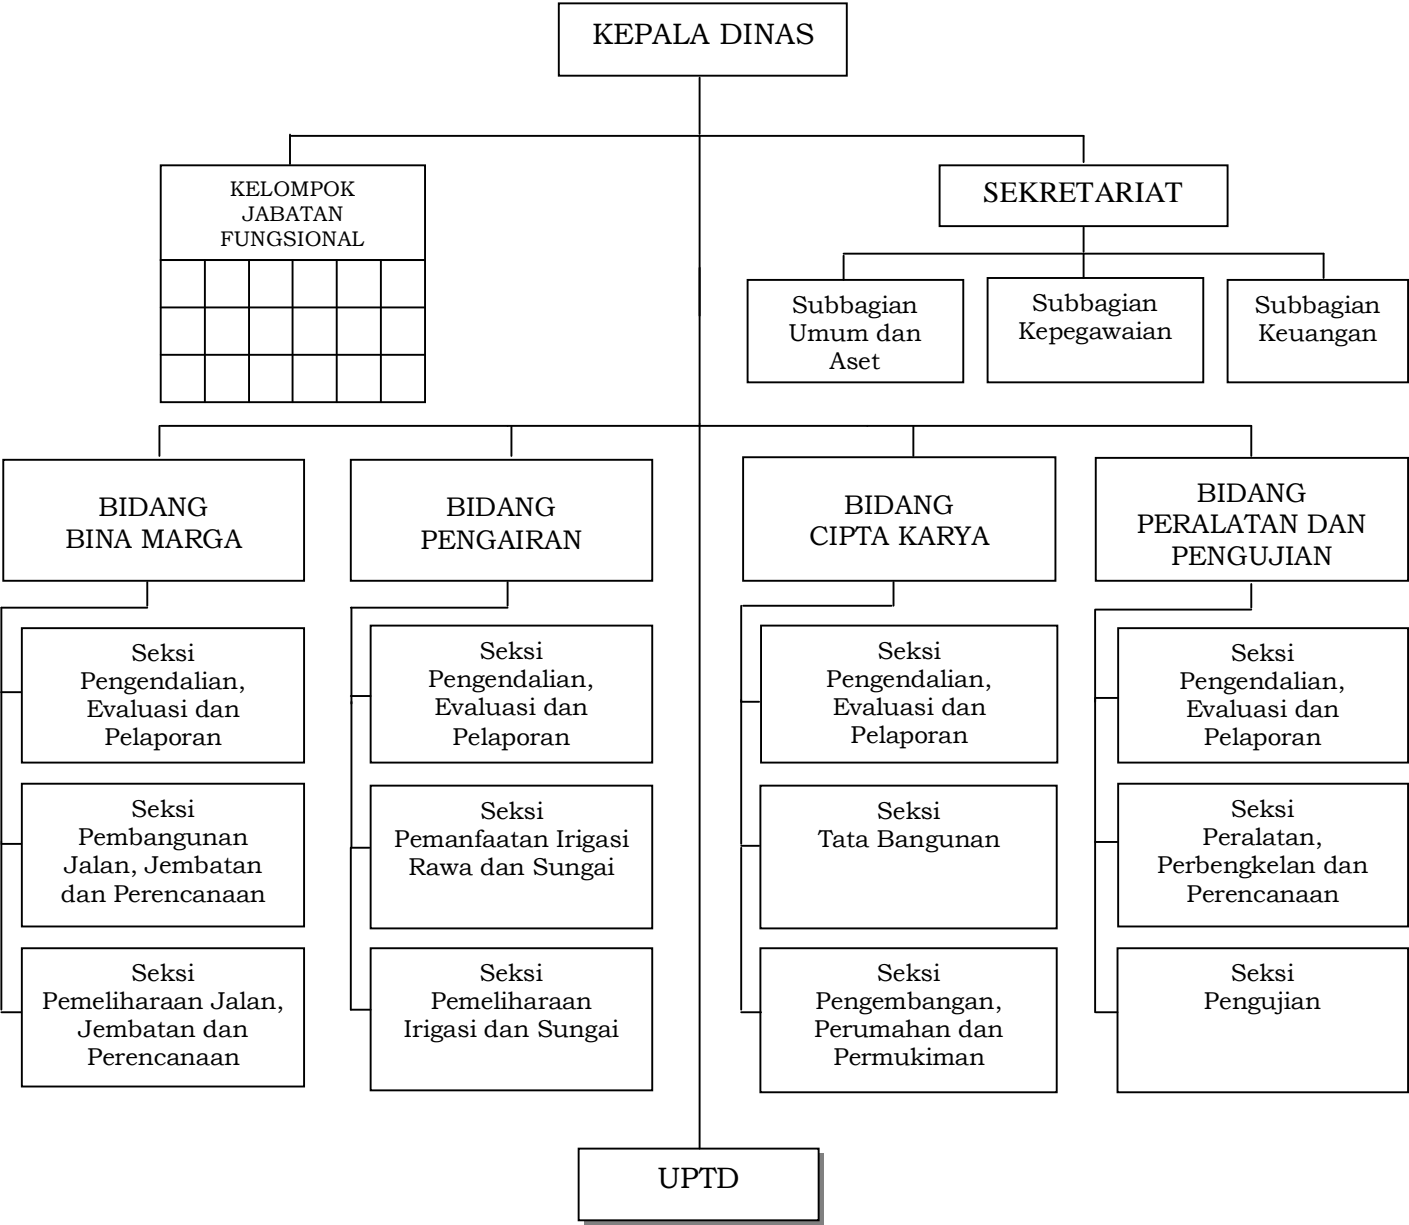 KEPALA DINAS
KELOMPOK
JABATAN
FUNGSIONAL
SEKRETARIAT
Subbagian
Umum dan
Aset
Subbagian
Kepegawaian
Subbagian
Keuangan
BIDANG
BINA MARGA
BIDANG
PENGAIRAN
BIDANG
CIPTA KARYA
BIDANG
PERALATAN DAN
PENGUJIAN
Seksi
Pengendalian,
Evaluasi dan
Pelaporan
Seksi
Pengendalian,
Evaluasi dan
Pelaporan
Seksi
Pengendalian,
Evaluasi dan
Pelaporan
Seksi
Pengendalian,
Evaluasi dan
Pelaporan
Seksi
Pembangunan
Jalan, Jembatan
dan Perencanaan
Seksi
Pemanfaatan Irigasi
Rawa dan Sungai
Seksi
Tata Bangunan
Seksi
Peralatan,
Perbengkelan dan
Perencanaan
Seksi
Pemeliharaan Jalan,
Jembatan dan
Perencanaan
Seksi
Pemeliharaan
Irigasi dan Sungai
Seksi
Pengembangan,
Perumahan dan
Permukiman
Seksi
Pengujian
UPTD